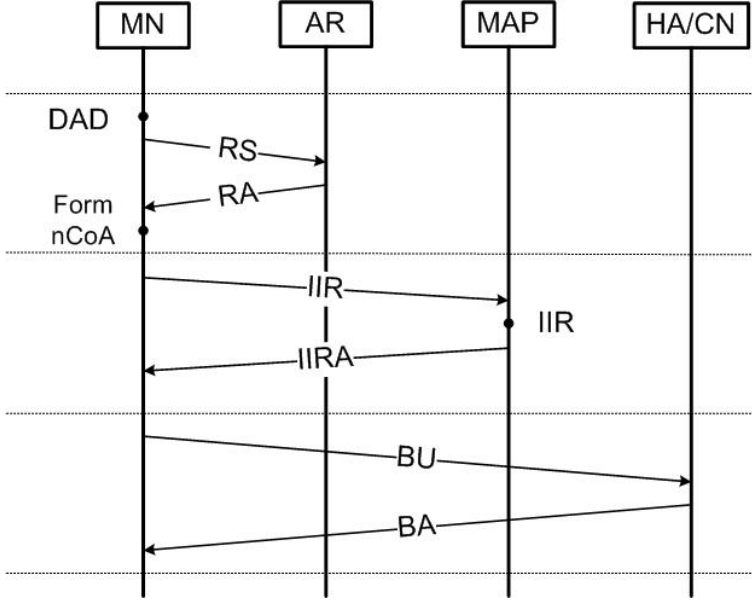 MN
AR
MAP
HA/CN
DAD
RS
RA
Form
nCoA
IIR
IIR
IIRA
BU
BA